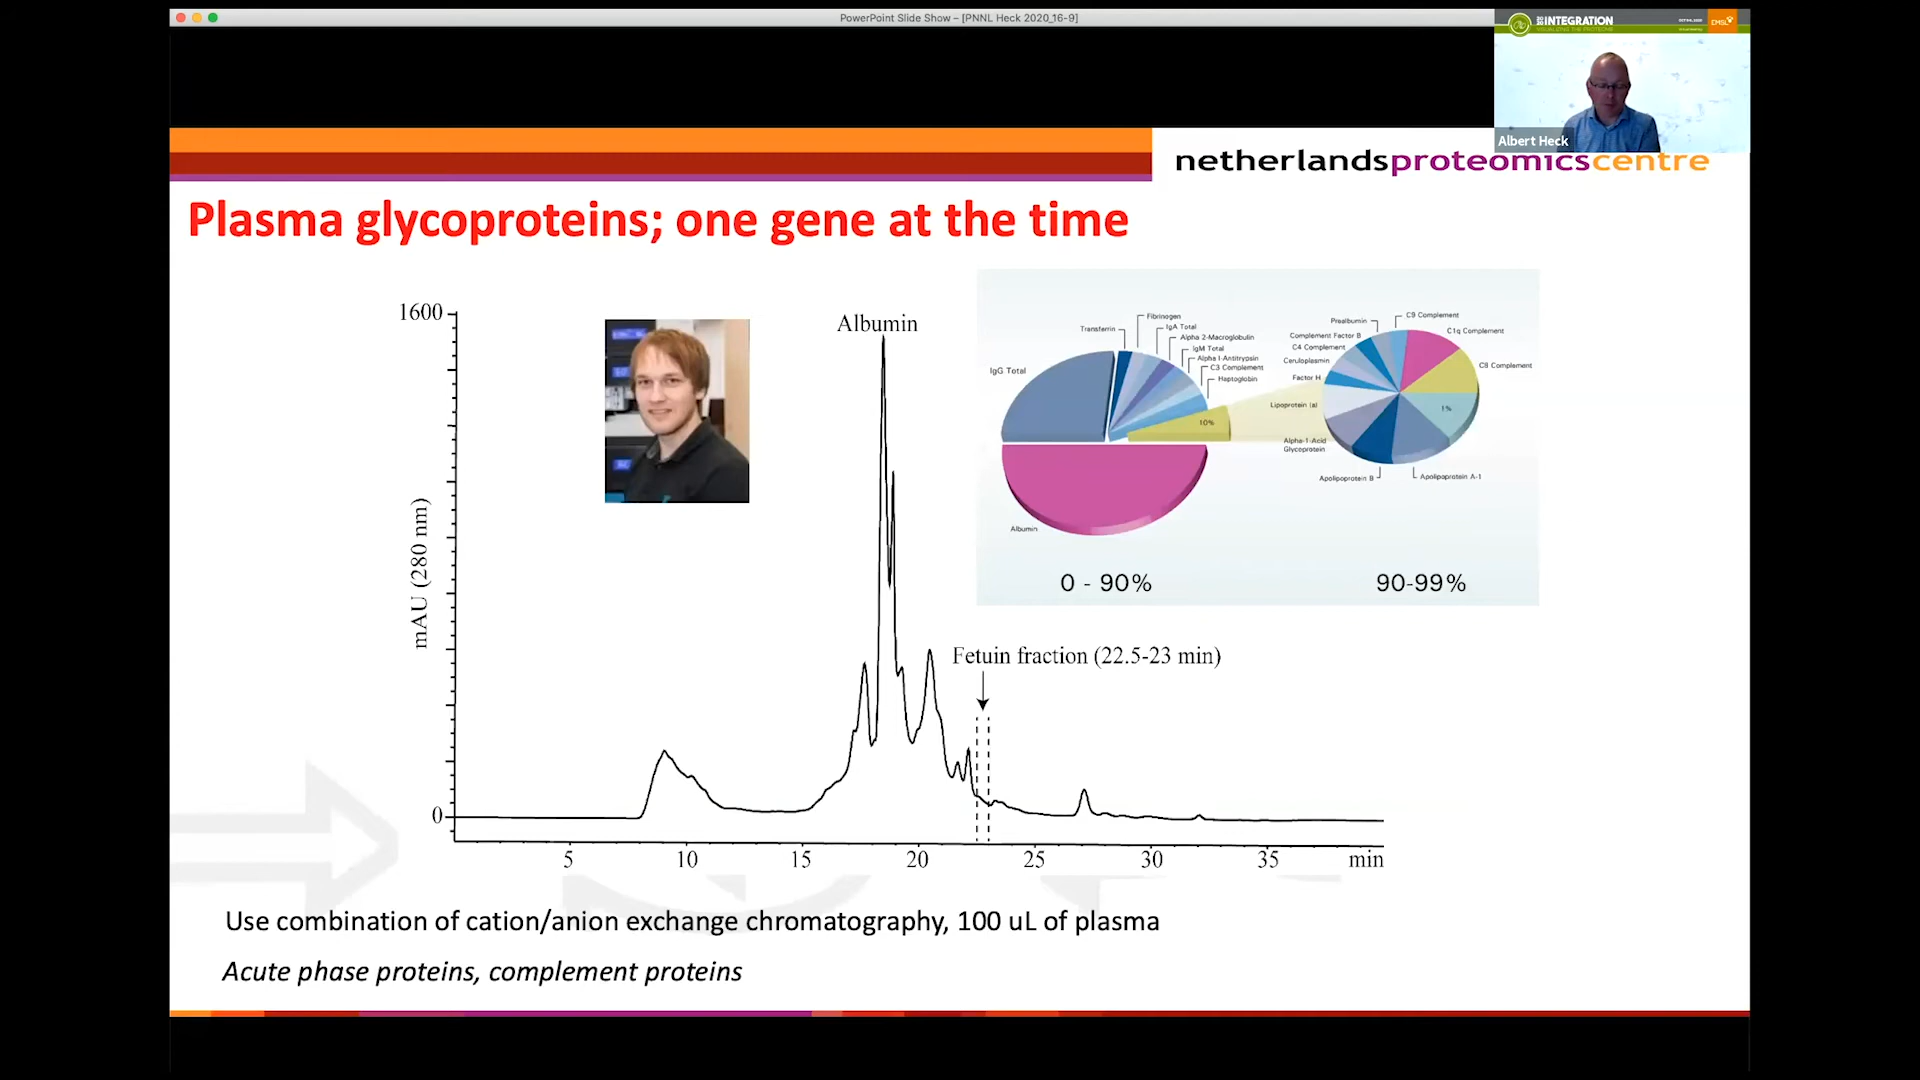 PowerPoint Slide Show – [PNNL Heck 2020_16-9]
INTEGRATION
VISUALIZING THE PROTEOME
EMSL
Albert Heck
netherlandsproteomicscentre
Plasma glycoproteins; one gene at the time
1600
mAU (280 nm)
0
Albumin
Fetuin fraction (22.5-23 min)
5 10 15 20 25 30 35 min
Transferrin
Fibrinogen
IgA Total
Alpha 2-Macroglobulin
IgM Total
Alpha 1-Antitrypsin
C3 Complement
Haptoglobin
IgG Total
10%
Albumin
0 - 90%
Prealbumin
C9 Complement
Complement Factor B
C1q Complement
C4 Complement
Ceruloplasmin
C8 Complement
Factor H
Lipoprotein (a)
1%
Alpha-1-Acid
Glycoprotein
Apolipoprotein B
Apolipoprotein A-1
90-99%
Use combination of cation/anion exchange chromatography, 100 uL of plasma
Acute phase proteins, complement proteins